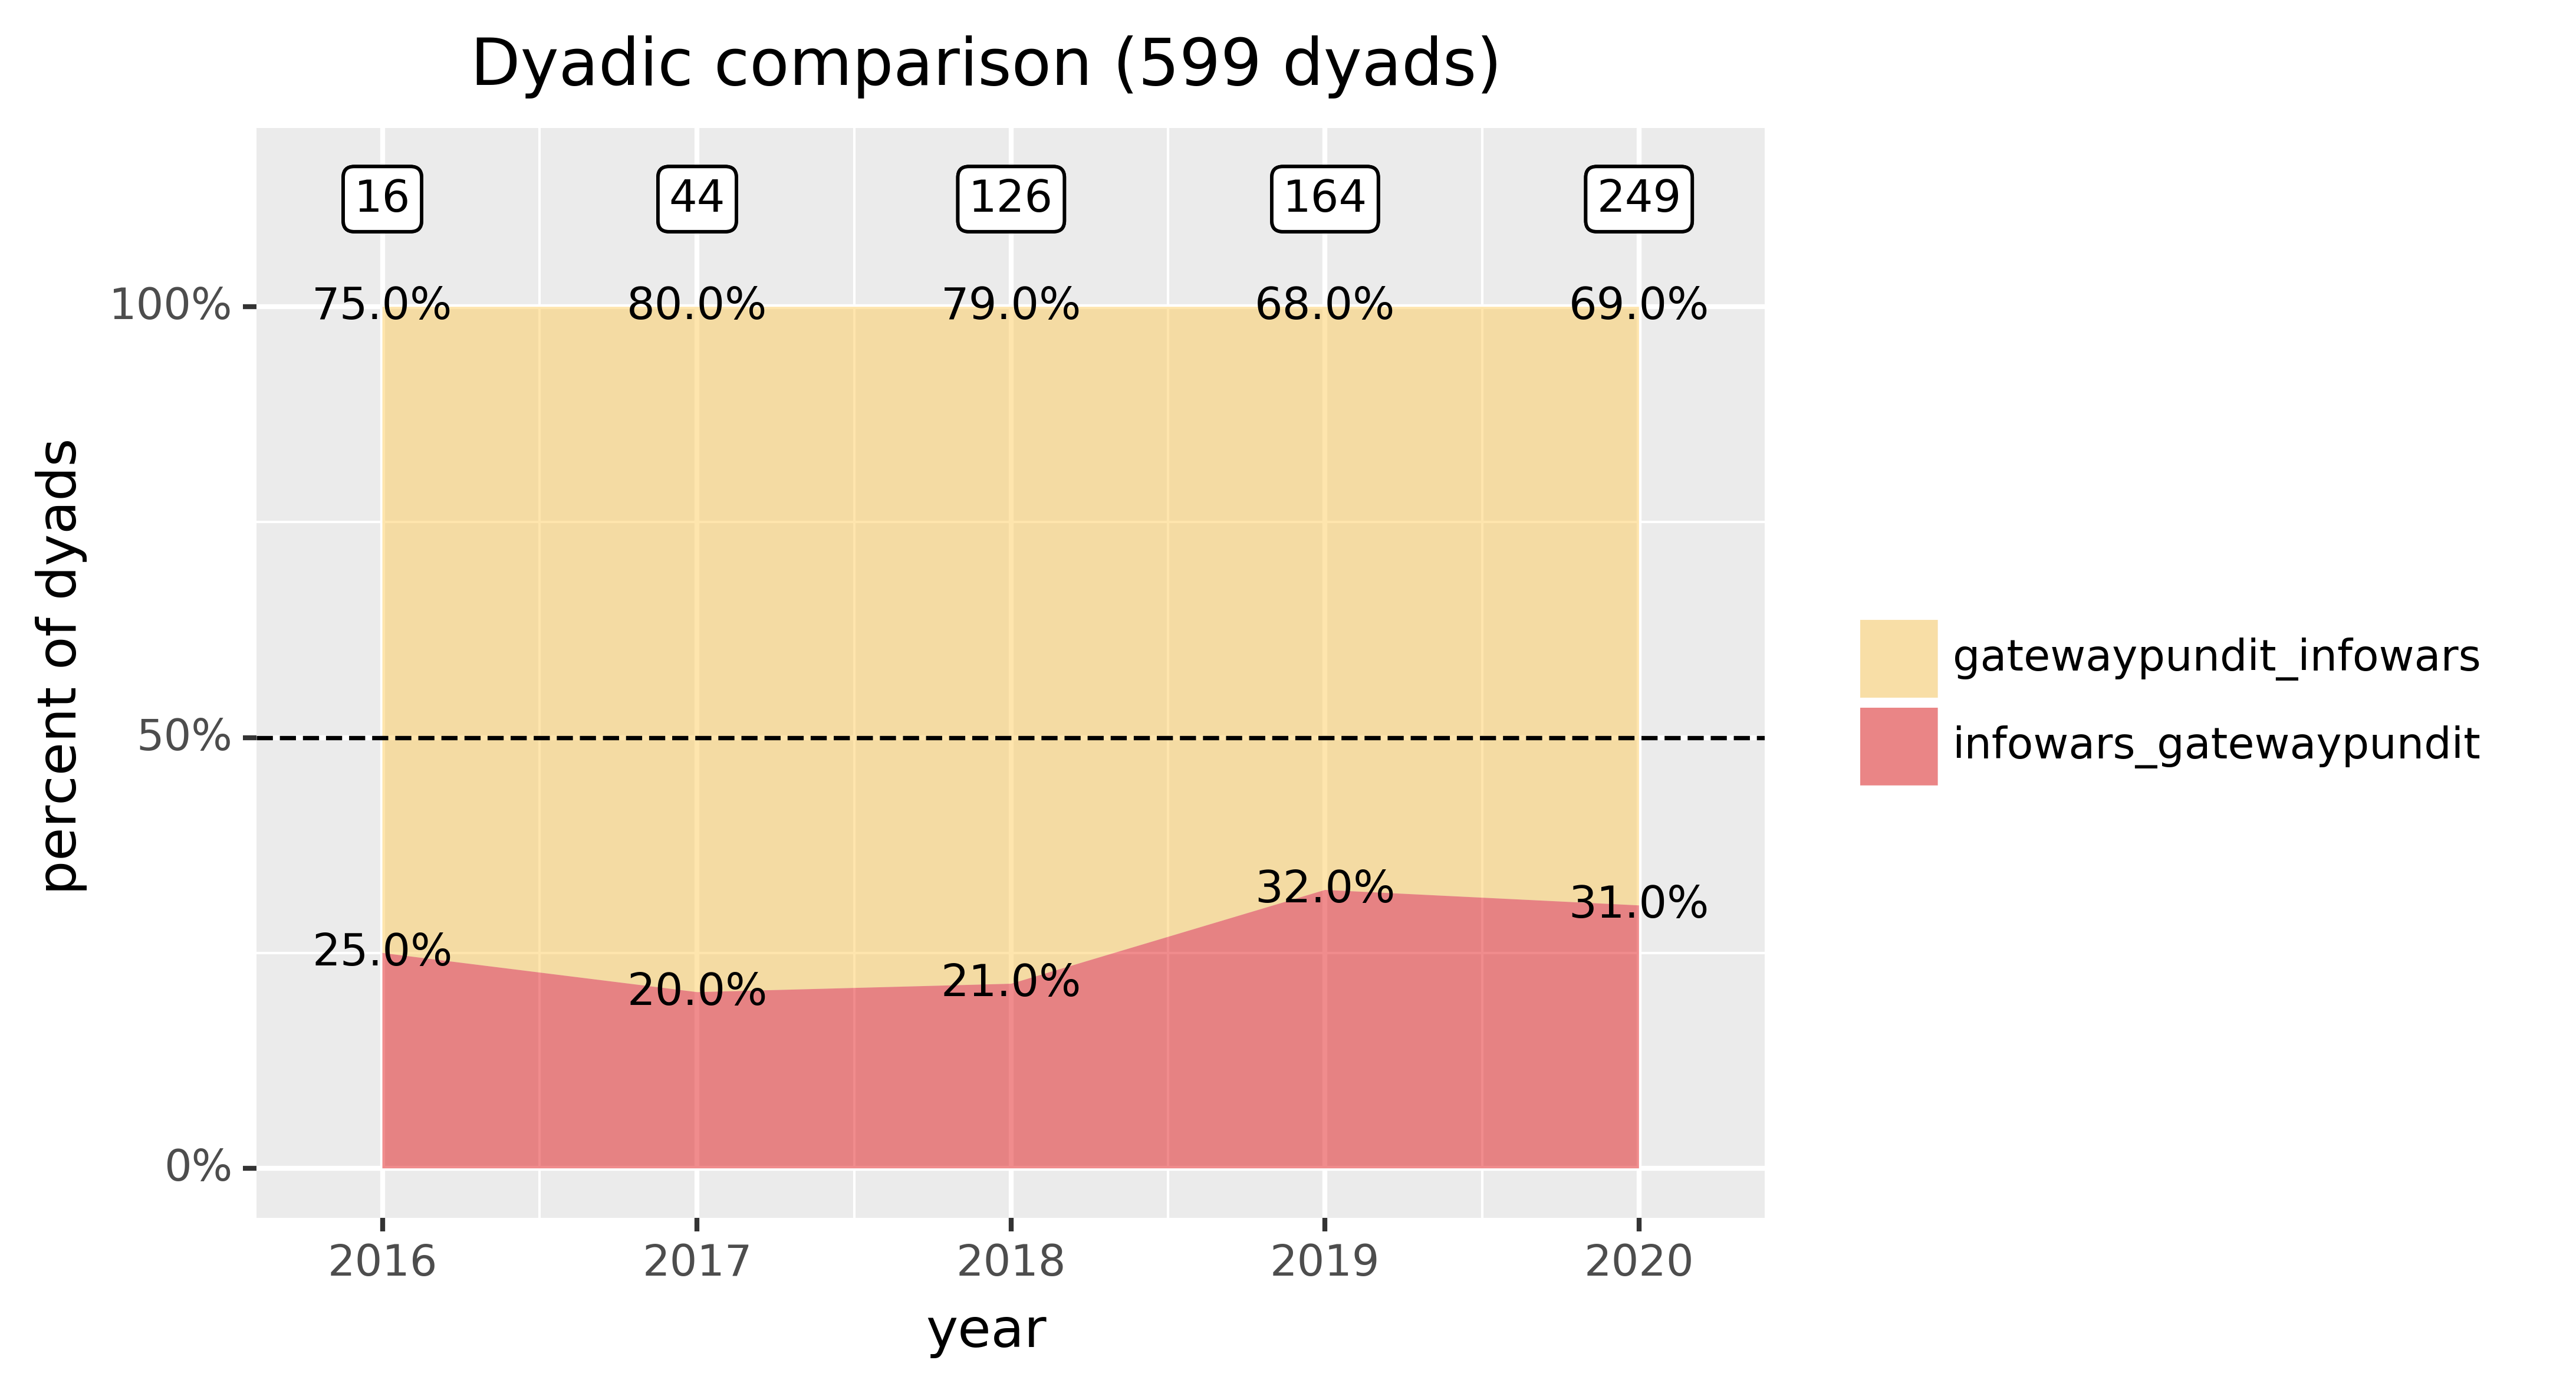 Dyadic comparison (599 dyads)
16 44 126 164 249
100% 75.0% 80.0% 79.0% 68.0% 69.0%
percent of dyads
gatewaypundit_infowars
50%
infowars_gatewaypundit
32.0% 31.0%
25.0% 20.0% 21.0%
0%
2016 2017 2018 2019 2020
year